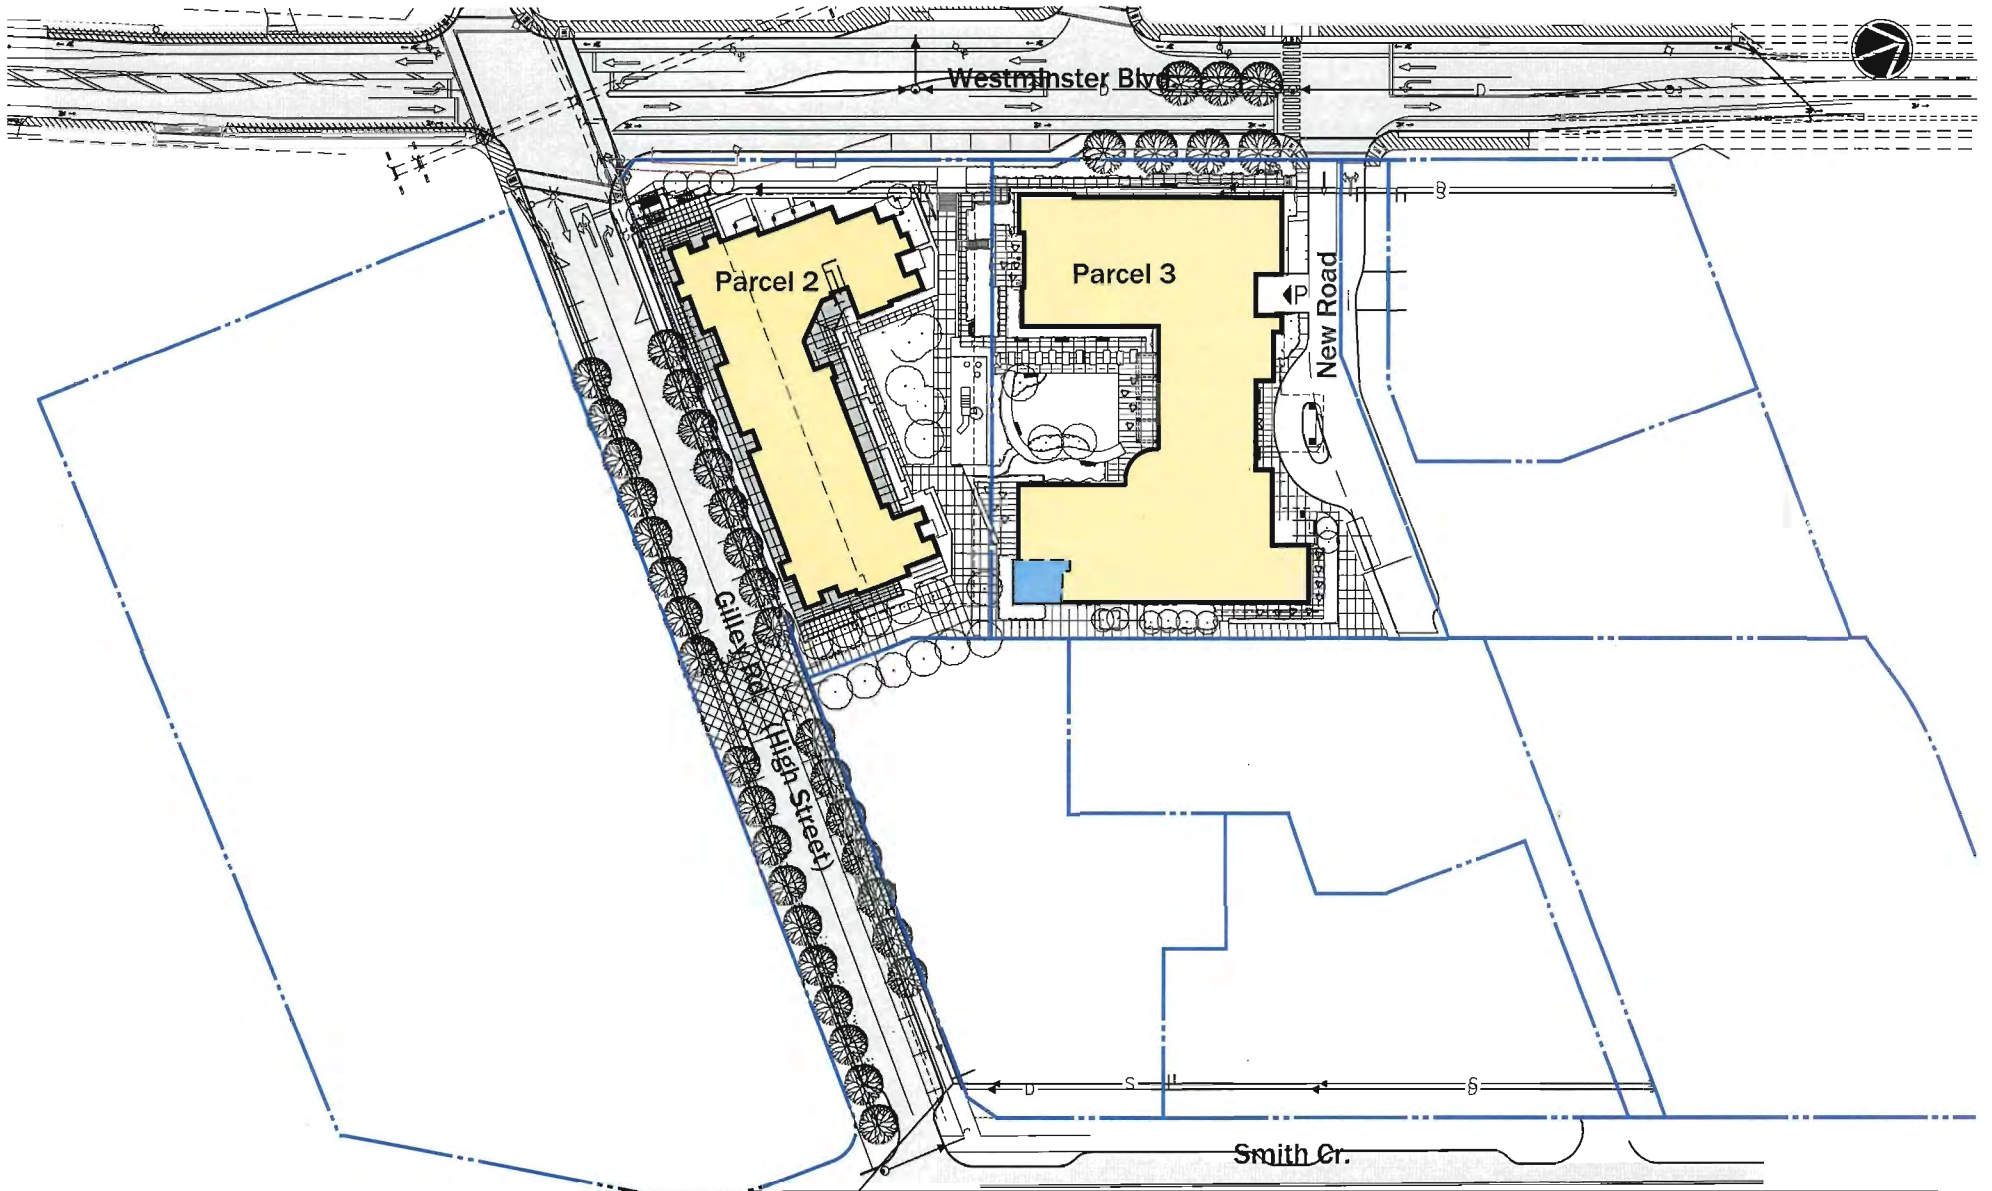 Westminster Blvd.
Parcel 2
Parcel 3
P
New Road
Gilley Rd.
(High Street)
D
D
S
D
S
Smith Cr.